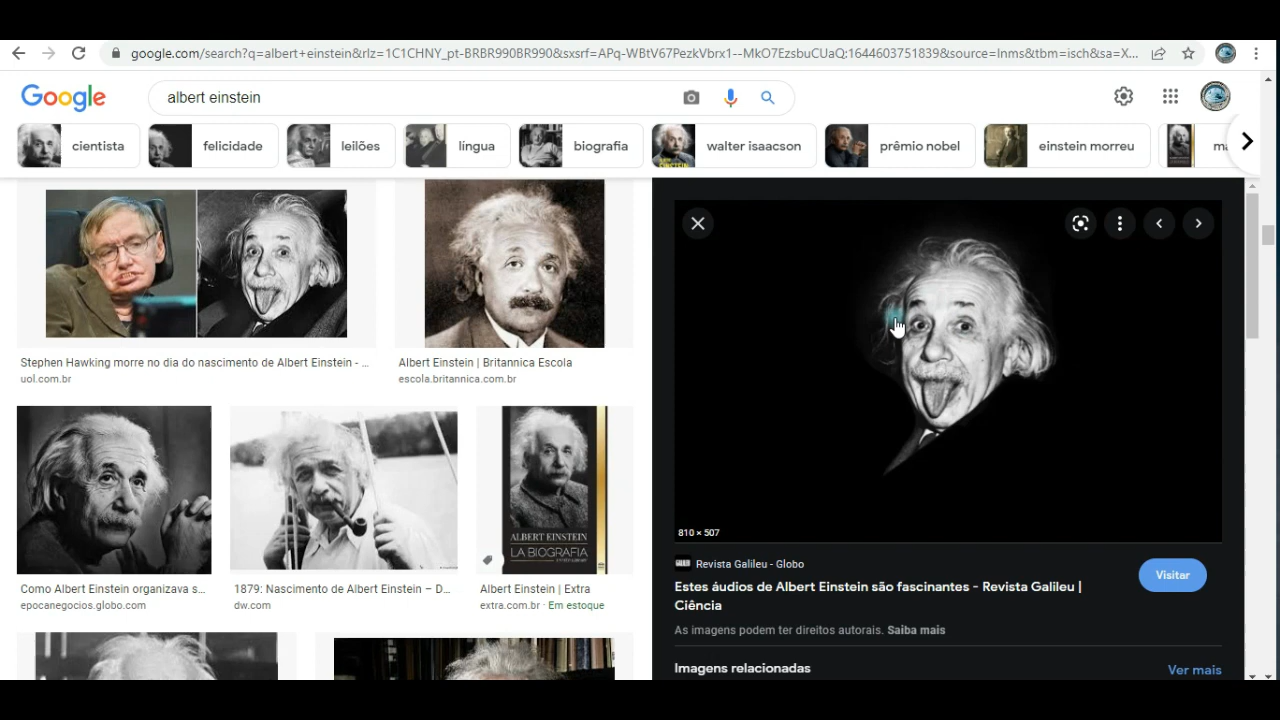 google.com/search?q=albert+einstein&rlz=1C1CHNY_pt-BRBR990BR990&sxsrf=APq-WBtV67PezkVbrx1--MkO7EzsbuCUaQ:1644603751839&source=lnms&tbm=isch&sa=X...
Google
albert einstein
cientista
felicidade
leilões
língua
biografia
walter isaacson
prêmio nobel
einstein morreu
Stephen Hawking morre no dia do nascimento de Albert Einstein - ...
uol.com.br
Albert Einstein | Britannica Escola
escola.britannica.com.br
ALBERT EINSTEIN
LA BIOGRAFIA
Como Albert Einstein organizava s...
epocanegocios.globo.com
1879: Nascimento de Albert Einstein – D...
dw.com
Albert Einstein | Extra
extra.com.br · Em estoque
810 × 507
Revista Galileu - Globo
Estes áudios de Albert Einstein são fascinantes - Revista Galileu |
Ciência
Visitar
As imagens podem ter direitos autorais. Saiba mais
Imagens relacionadas
Ver mais